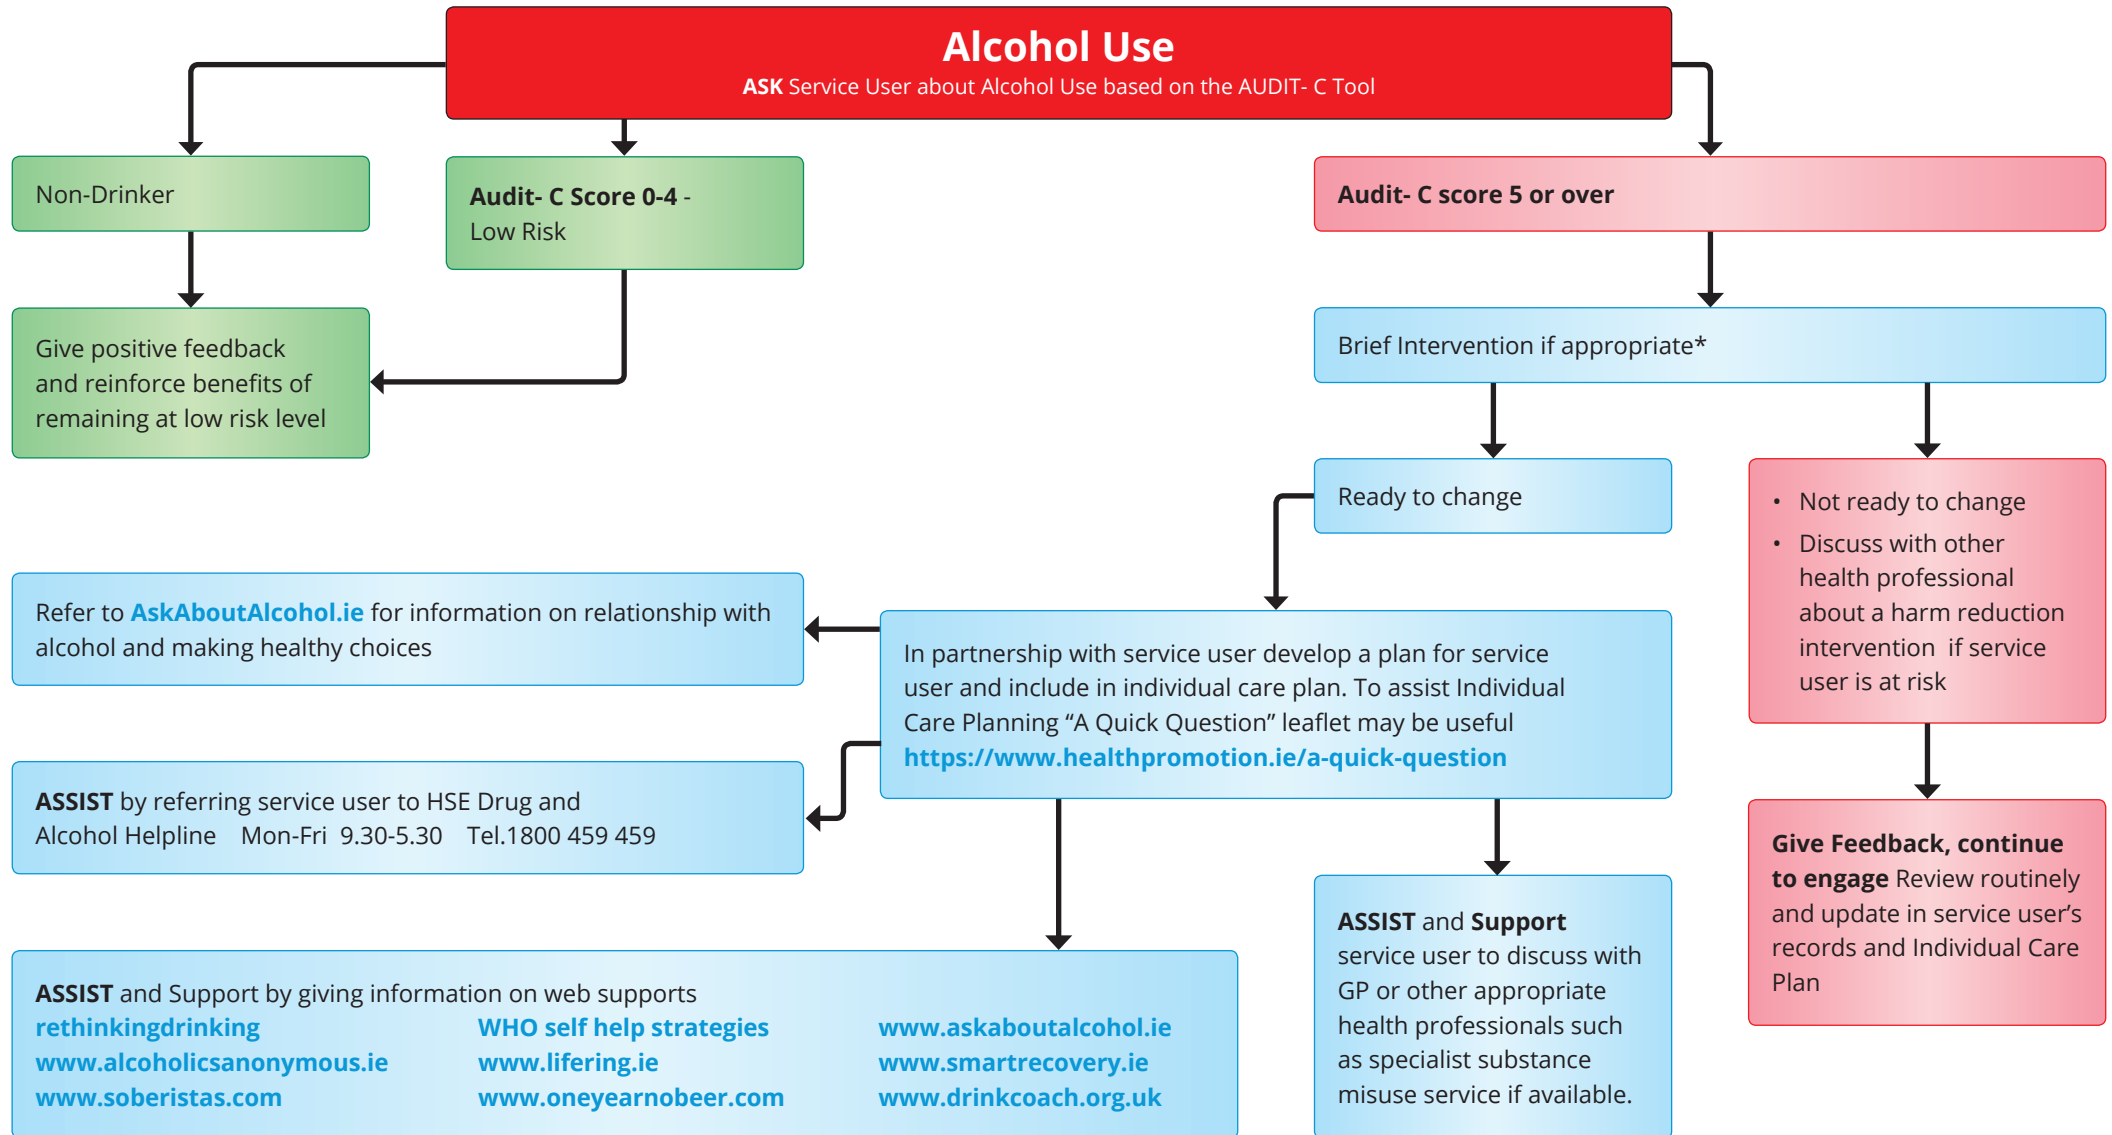 Alcohol Use
ASK Service User about Alcohol Use based on the AUDIT- C Tool
Non-Drinker
Audit- C Score 0-4 -
Low Risk
Audit- C score 5 or over
Give positive feedback
and reinforce benefits of
remaining at low risk level
Brief Intervention if appropriate*
Ready to change
• Not ready to change
• Discuss with other
health professional
about a harm reduction
intervention  if service
user is at risk
Refer to AskAboutAlcohol.ie for information on relationship with
alcohol and making healthy choices
In partnership with service user develop a plan for service
user and include in individual care plan. To assist Individual
Care Planning “A Quick Question” leaflet may be useful
https://www.healthpromotion.ie/a-quick-question
ASSIST by referring service user to HSE Drug and
Alcohol Helpline    Mon-Fri  9.30-5.30    Tel.1800 459 459
Give Feedback, continue
to engage Review routinely
and update in service user’s
records and Individual Care
Plan
ASSIST and Support
service user to discuss with
GP or other appropriate
health professionals such
as specialist substance
misuse service if available.
ASSIST and Support by giving information on web supports
rethinkingdrinking    WHO self help strategies    www.askaboutalcohol.ie
www.alcoholicsanonymous.ie    www.lifering.ie    www.smartrecovery.ie
www.soberistas.com    www.oneyearnobeer.com    www.drinkcoach.org.uk